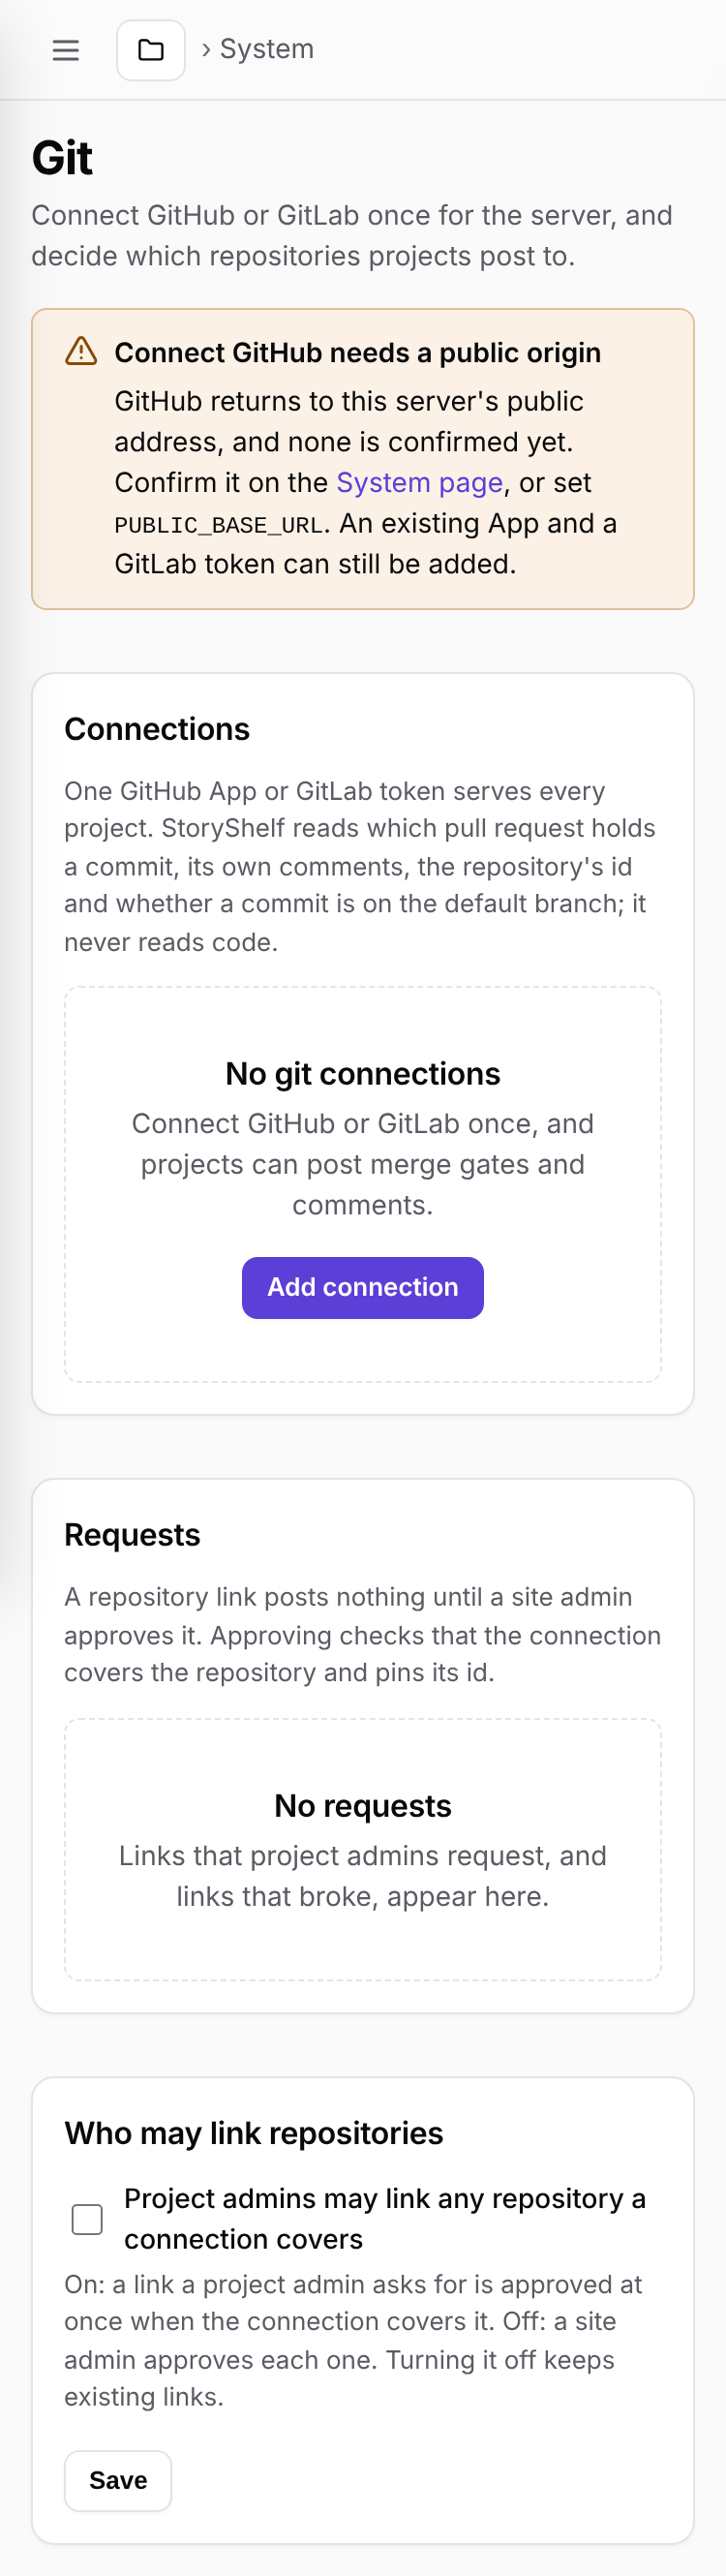 › System
Git
Connect GitHub or GitLab once for the server, and
decide which repositories projects post to.
Connect GitHub needs a public origin
GitHub returns to this server's public
address, and none is confirmed yet.
Confirm it on the System page, or set
PUBLIC_BASE_URL. An existing App and a
GitLab token can still be added.
Connections
One GitHub App or GitLab token serves every
project. StoryShelf reads which pull request holds
a commit, its own comments, the repository's id
and whether a commit is on the default branch; it
never reads code.
No git connections
Connect GitHub or GitLab once, and
projects can post merge gates and
comments.
Add connection
Requests
A repository link posts nothing until a site admin
approves it. Approving checks that the connection
covers the repository and pins its id.
No requests
Links that project admins request, and
links that broke, appear here.
Who may link repositories
Project admins may link any repository a
connection covers
On: a link a project admin asks for is approved at
once when the connection covers it. Off: a site
admin approves each one. Turning it off keeps
existing links.
Save